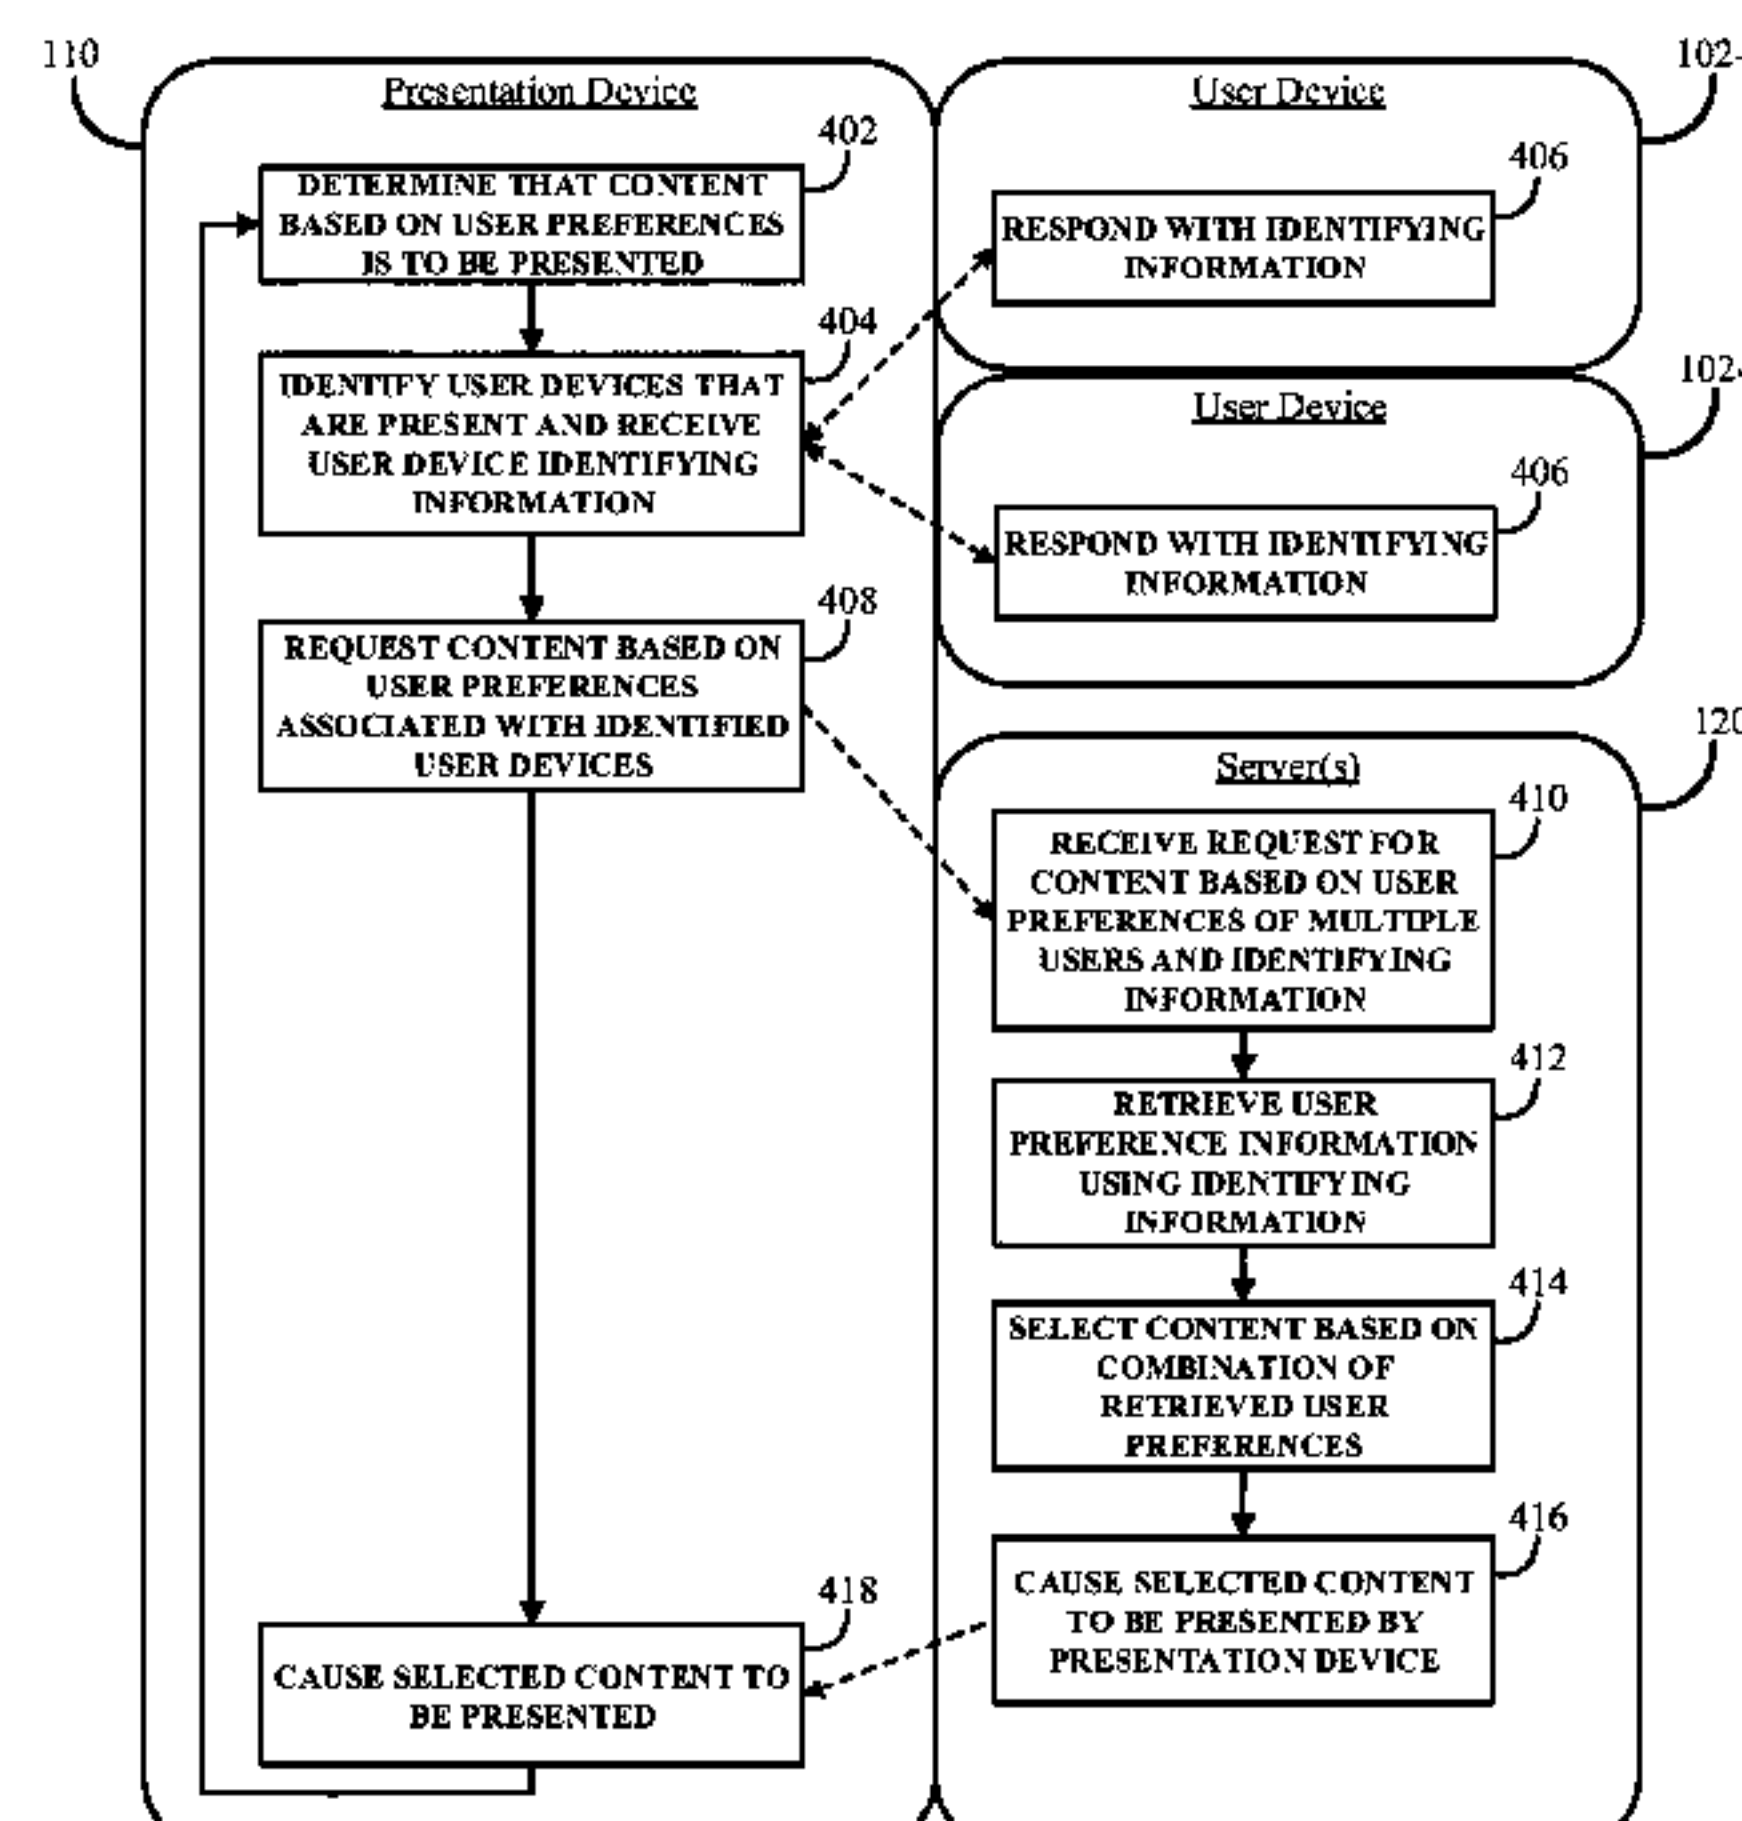 110
Presentation Device
402
DETERMINE THAT CONTENT
BASED ON USER PREFERENCES
IS TO BE PRESENTED
404
IDENTIFY USER DEVICES THAT
ARE PRESENT AND RECEIVE
USER DEVICE IDENTIFYING
INFORMATION
408
REQUEST CONTENT BASED ON
USER PREFERENCES
ASSOCIATED WITH IDENTIFIED
USER DEVICES
418
CAUSE SELECTED CONTENT TO
BE PRESENTED
102-
User Device
406
RESPOND WITH IDENTIFYING
INFORMATION
102-
User Device
406
RESPOND WITH IDENTIFYING
INFORMATION
120
Server(s)
410
RECEIVE REQUEST FOR
CONTENT BASED ON USER
PREFERENCES OF MULTIPLE
USERS AND IDENTIFYING
INFORMATION
412
RETRIEVE USER
PREFERENCE INFORMATION
USING IDENTIFYING
INFORMATION
414
SELECT CONTENT BASED ON
COMBINATION OF
RETRIEVED USER
PREFERENCES
416
CAUSE SELECTED CONTENT
TO BE PRESENTED BY
PRESENTATION DEVICE